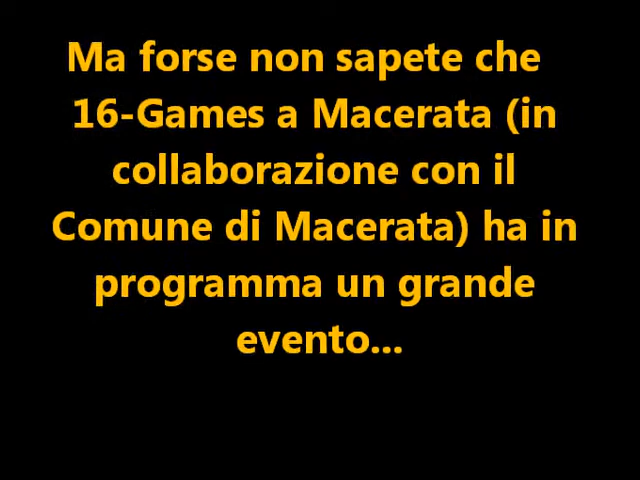 Ma forse non sapete che
16-Games a Macerata (in
collaborazione con il
Comune di Macerata) ha in
programma un grande
evento...